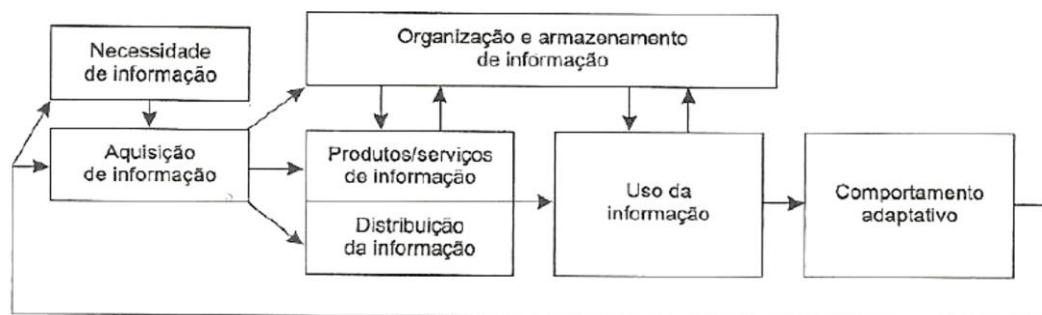 Necessidade
de informação
Organização e armazenamento
de informação
Aquisição
de informação
Produtos/serviços
de informação
Distribuição
da informação
Uso da
informação
Comportamento
adaptativo